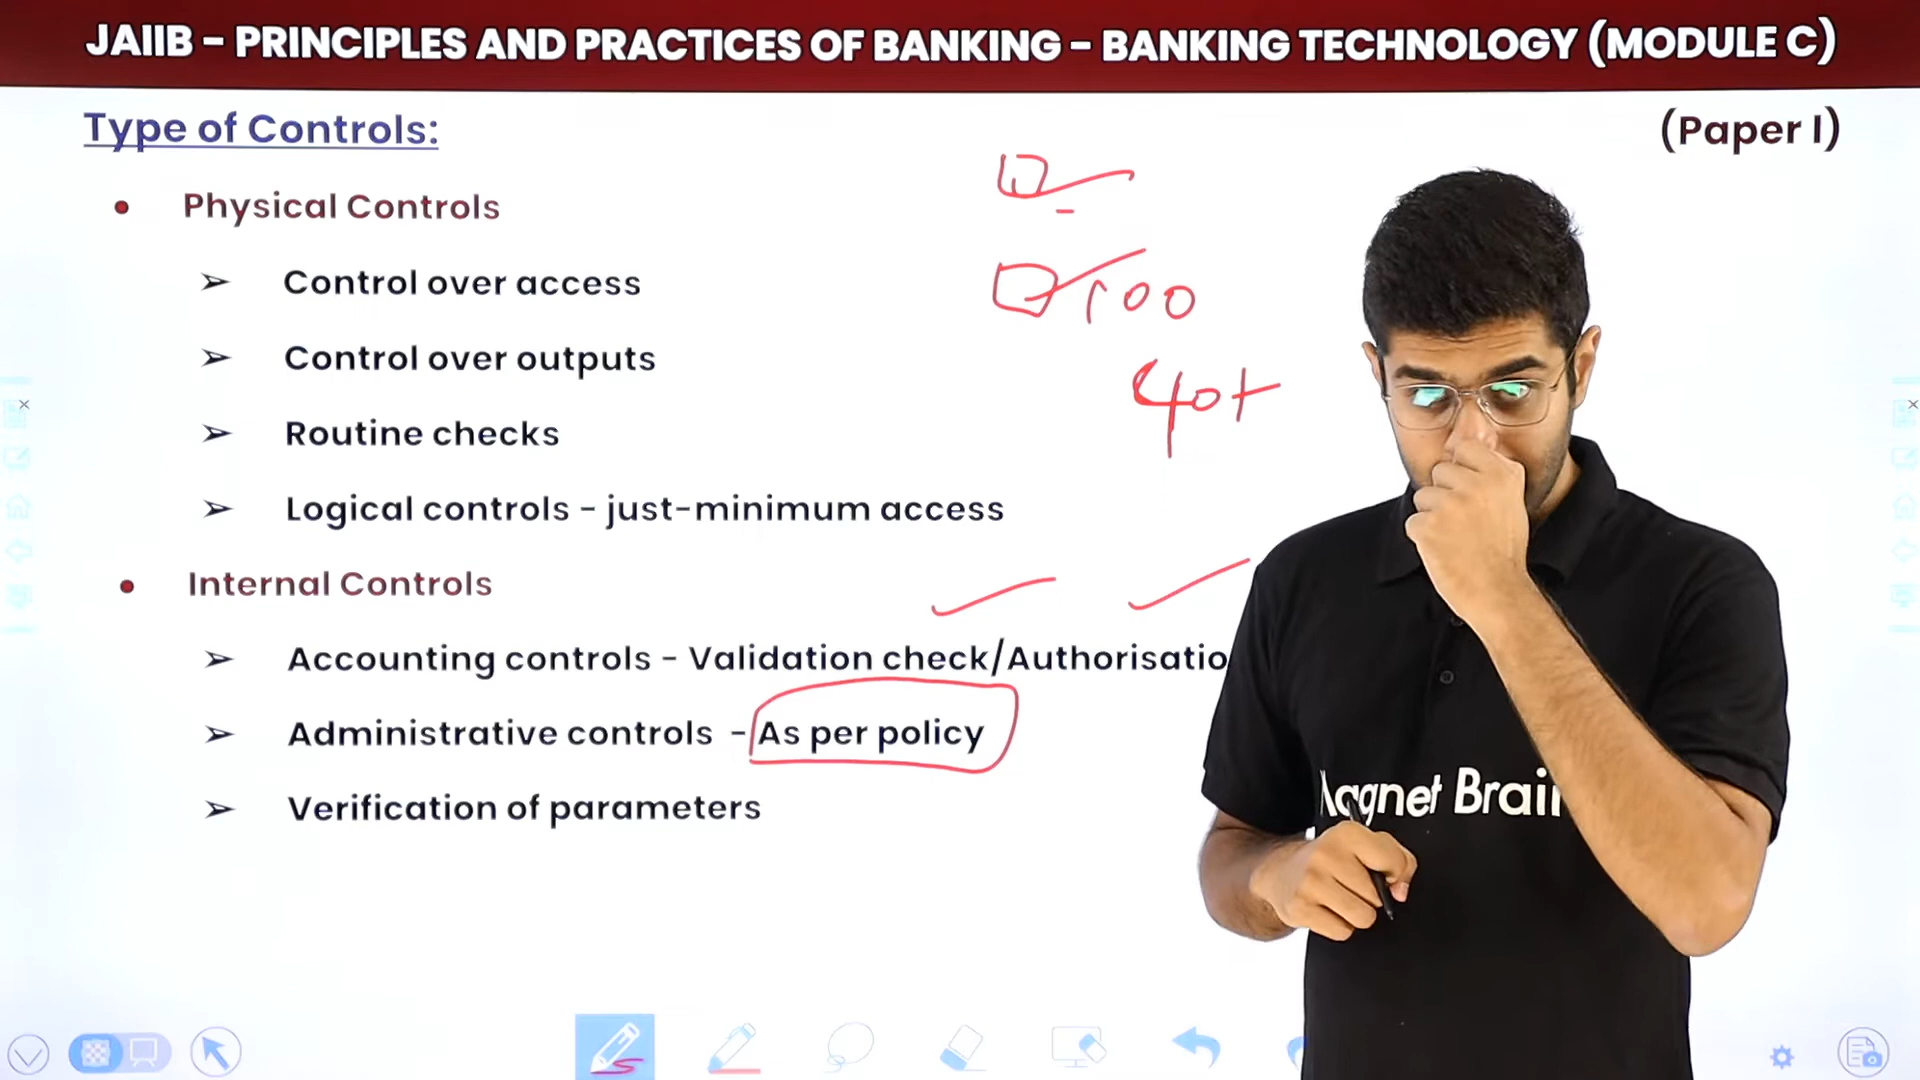 JAIIB - PRINCIPLES AND PRACTICES OF BANKING - BANKING TECHNOLOGY (MODULE C)
Type of Controls:
(Paper I)
• Physical Controls
➢ Control over access
➢ Control over outputs
100
40+
➢ Routine checks
➢ Logical controls - just-minimum access
• Internal Controls
➢ Accounting controls - Validation check/Authorisatio
➢ Administrative controls - As per policy
➢ Verification of parameters
Magnet Brain